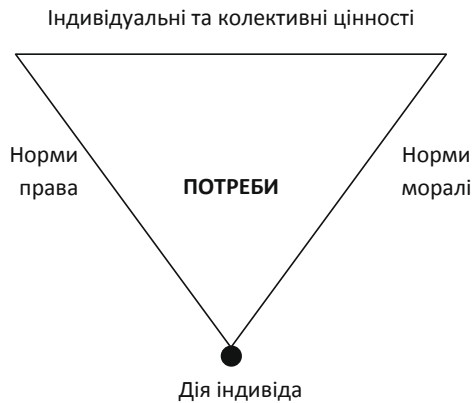 Індивідуальні та колективні цінності
Норми
права
ПОТРЕБИ
Норми
моралі
Дія індивіда